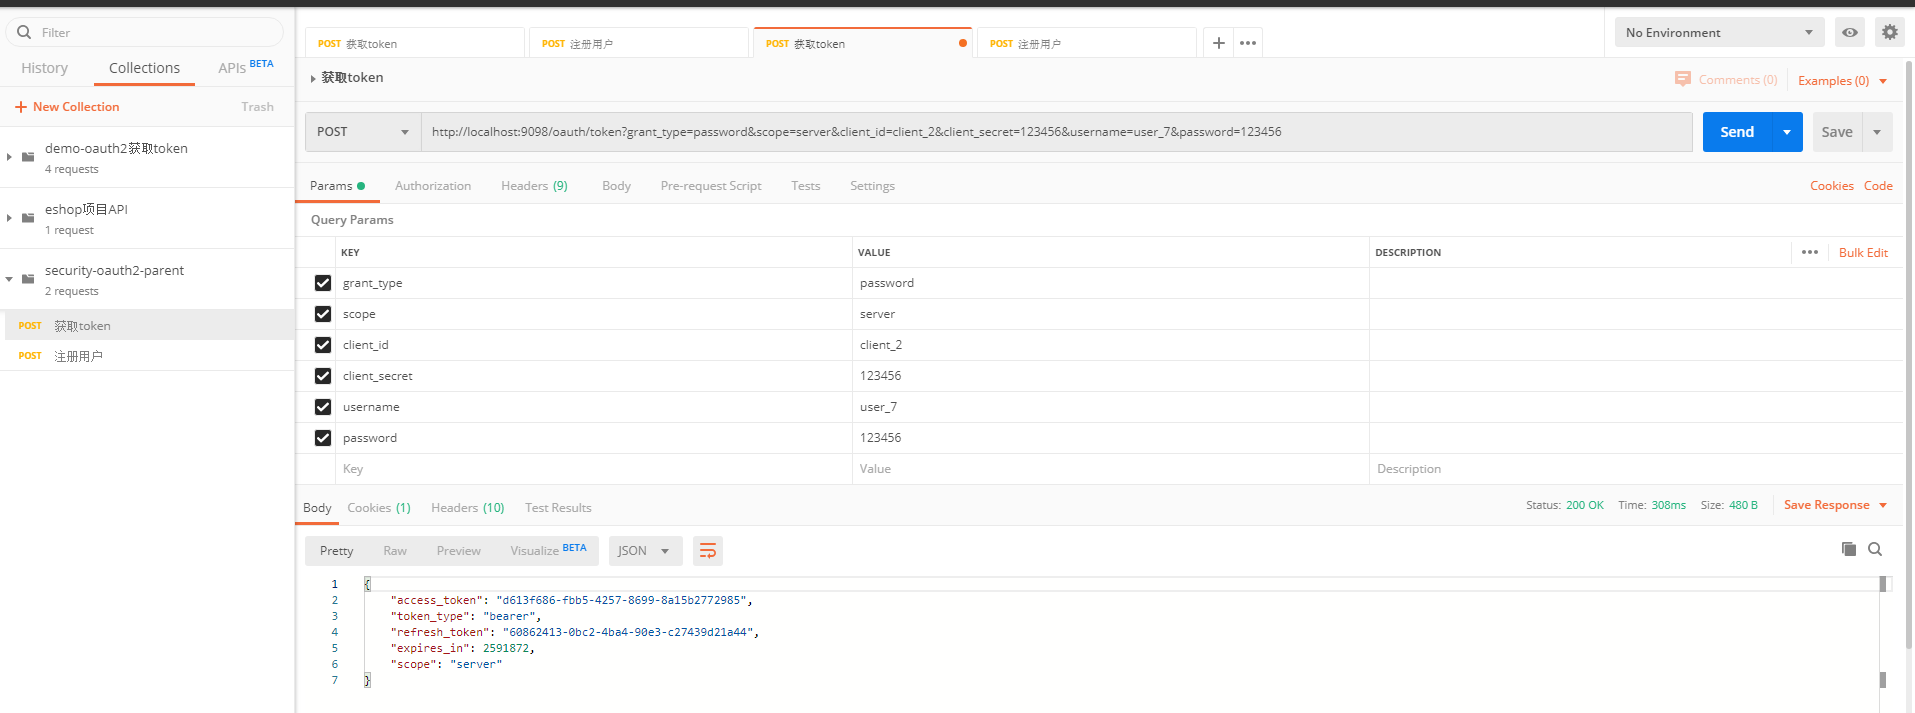 Filter
History Collections APIs BETA
+ New Collection Trash
demo-oauth2获取token
4 requests
eshop项目API
1 request
security-oauth2-parent
2 requests
POST 获取token
POST 注册用户
POST 获取token POST 注册用户 POST 获取token POST 注册用户
No Environment
获取token
Comments (0) Examples (0)
POST http://localhost:9098/oauth/token?grant_type=password&scope=server&client_id=client_2&client_secret=123456&username=user_7&password=123456 Send Save
Params Authorization Headers (9) Body Pre-request Script Tests Settings Cookies Code
Query Params
KEY VALUE DESCRIPTION Bulk Edit
grant_type password
scope server
client_id client_2
client_secret 123456
username user_7
password 123456
Key Value Description
Body Cookies (1) Headers (10) Test Results Status: 200 OK Time: 308ms Size: 480 B Save Response
Pretty Raw Preview Visualize BETA JSON
1 {
2 "access_token": "d613f686-fbb5-4257-8699-8a15b2772985",
3 "token_type": "bearer",
4 "refresh_token": "60862413-0bc2-4ba4-90e3-c27439d21a44",
5 "expires_in": 2591872,
6 "scope": "server"
7 }